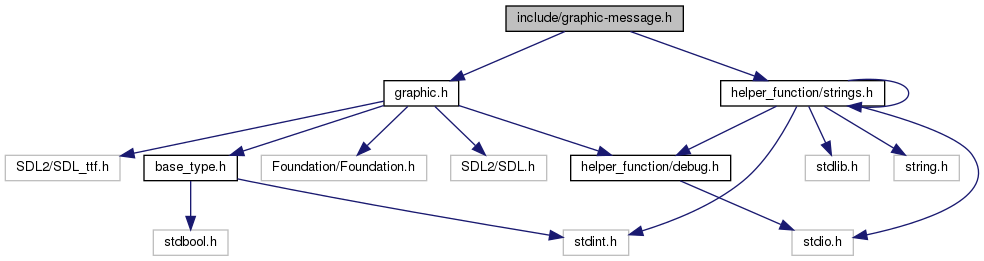 include/graphic-message.h
graphic.h
helper_function/strings.h
SDL2/SDL_ttf.h
base_type.h
Foundation/Foundation.h
SDL2/SDL.h
helper_function/debug.h
stdlib.h
string.h
stdbool.h
stdint.h
stdio.h